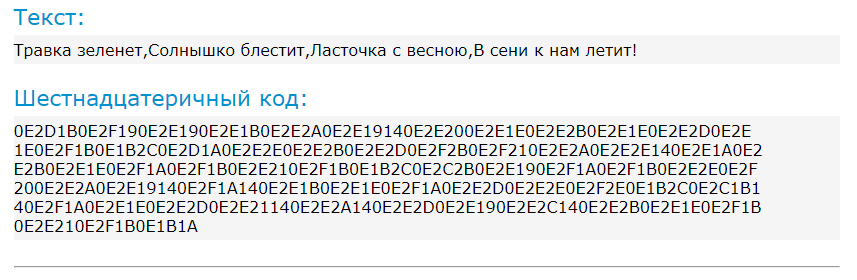 Текст:
Травка зеленет,Солнышко блестит,Ласточка с весною,В сени к нам летит!
Шестнадцатеричный код:
0E2D1B0E2F190E2E190E2E1B0E2E2A0E2E19140E2E200E2E1E0E2E2B0E2E1E0E2E2D0E2E
1E0E2F1B0E1B2C0E2D1A0E2E2E0E2E2B0E2E2D0E2F2B0E2F210E2E2A0E2E2E140E2E1A0E2
E2B0E2E1E0E2F1A0E2F1B0E2E210E2F1B0E1B2C0E2C2B0E2E190E2F1A0E2F1B0E2E2E0E2F
200E2E2A0E2E19140E2F1A140E2E1B0E2E1E0E2F1A0E2E2D0E2E2E0E2F2E0E1B2C0E2C1B1
40E2F1A0E2E1E0E2E2D0E2E21140E2E2A140E2E2D0E2E190E2E2C140E2E2B0E2E1E0E2F1B
0E2E210E2F1B0E1B1A